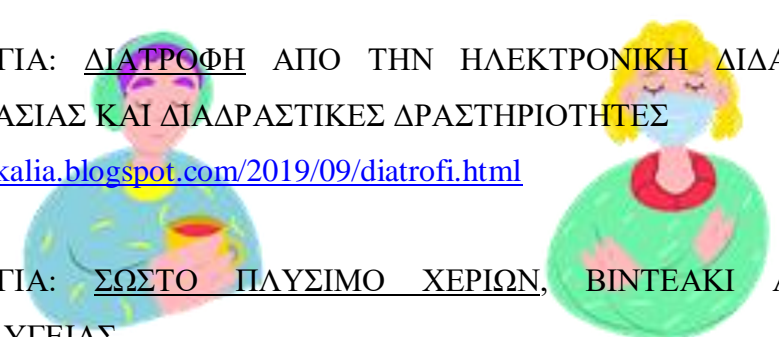 ΓΙΑ: ΔΙΑΤΡΟΦΗ ΑΠΟ ΤΗΝ ΗΛΕΚΤΡΟΝΙΚΗ ΔΙΔΑ
ΑΣΙΑΣ ΚΑΙ ΔΙΑΔΡΑΣΤΙΚΕΣ ΔΡΑΣΤΗΡΙΟΤΗΤΕΣ
kalia.blogspot.com/2019/09/diatrofi.html
ΓΙΑ: ΣΩΣΤΟ ΠΛΥΣΙΜΟ ΧΕΡΙΩΝ, ΒΙΝΤΕΑΚΙ
ΥΓΕΙΑΣ